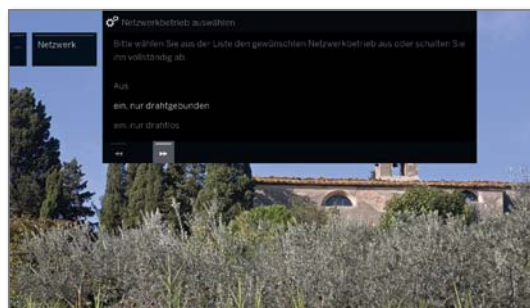 Netzwerkbetrieb auswählen
... Netzwerk
Bitte wählen Sie aus der Liste den gewünschten Netzwerkbetrieb aus oder schalten Sie
ihn vollständig ab.
Aus
ein, nur drahtgebunden
ein, nur drahtlos